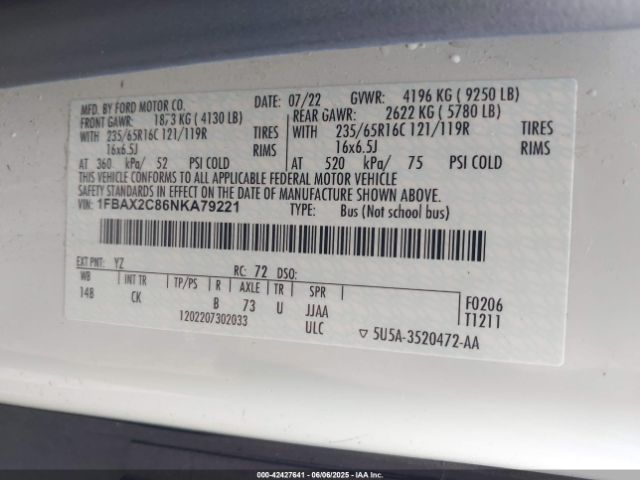 MFD. BY FORD MOTOR CO. DATE: 07/22 GVWR: 4196 KG ( 9250 LB)
FRONT GAWR: 1873 KG ( 4130 LB) REAR GAWR: 2622 KG ( 5780 LB)
WITH 235/65R16C 121/119R TIRES WITH 235/65R16C 121/119R TIRES
16x6.5J RIMS 16x6.5J RIMS
AT 360 kPa/ 52 PSI COLD AT 520 kPa/ 75 PSI COLD
THIS VEHICLE CONFORMS TO ALL APPLICABLE FEDERAL MOTOR VEHICLE
SAFETY STANDARDS IN EFFECT ON THE DATE OF MANUFACTURE SHOWN ABOVE.
VIN: 1FBAX2C86NKA79221 TYPE: Bus (Not school bus)
EXT PNT: YZ RC: 72 DSO:
WB INT TR TP/PS R AXLE TR SPR
148 CK B 73 U JJAA F0206
1202207302033 ULC T1211
▽ 5U5A-3520472-AA
000-42427641 - 06/06/2025 - IAAI, Inc.